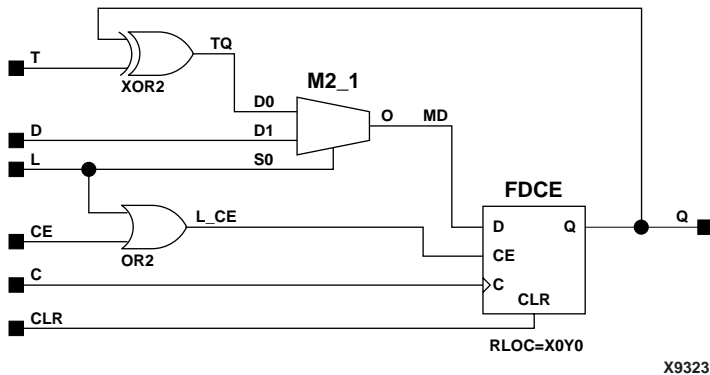 T
XOR2
TQ
M2_1
D0
O
MD
D
D1
L
S0
FDCE
L_CE
D
Q
Q
CE
OR2
CE
C
C
CLR
CLR
RLOC=X0Y0
X9323